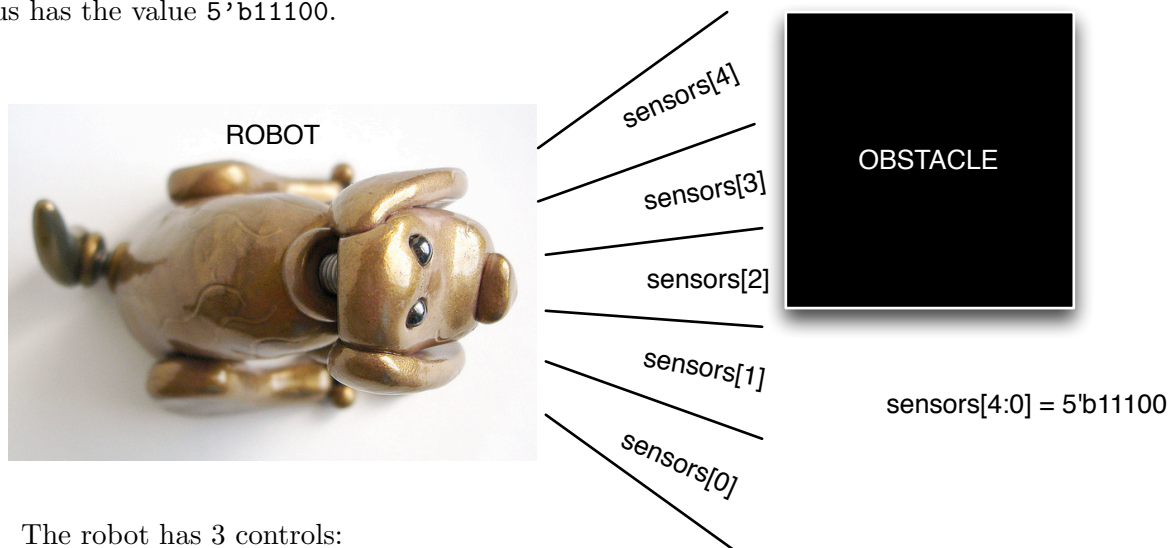 us has the value 5’b11100.
sensors[4]
ROBOT
OBSTACLE
sensors[3]
sensors[2]
sensors[1]
sensors[4:0] = 5'b11100
sensors[0]
The robot has 3 controls: